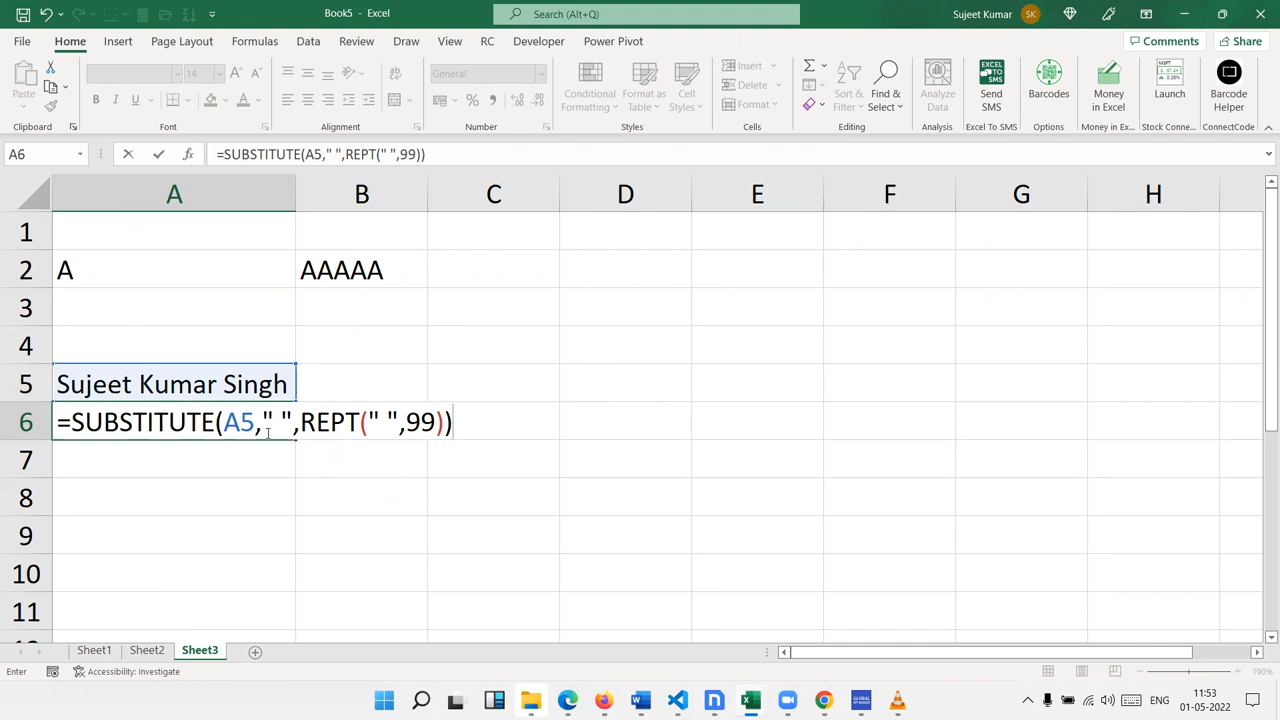 Book5 - Excel
Search (Alt+Q)
Sujeet Kumar
SK
File Home Insert Page Layout Formulas Data Review View Draw RC Developer Power Pivot
Comments
Share
Paste
14
B I U
General
Conditional Formatting
Format as Table
Cell Styles
Insert
Delete
Format
Sort & Filter
Find & Select
Analyze Data
Send SMS
Barcodes
Money in Excel
Launch
Barcode Helper
Clipboard
Font
Alignment
Number
Styles
Cells
Editing
Analysis
Excel To SMS
Options
Money in Ex...
Stock Conne...
ConnectCode
A6
fx
=SUBSTITUTE(A5," ",REPT(" ",99))
A B C D E F G H
1
2 A AAAAA
3
4
5 Sujeet Kumar Singh
6 =SUBSTITUTE(A5," ",REPT(" ",99))
7
8
9
10
11
Sheet1 Sheet2 Sheet3
Enter
Accessibility: Investigate
190%
ENG
11:53
01-05-2022